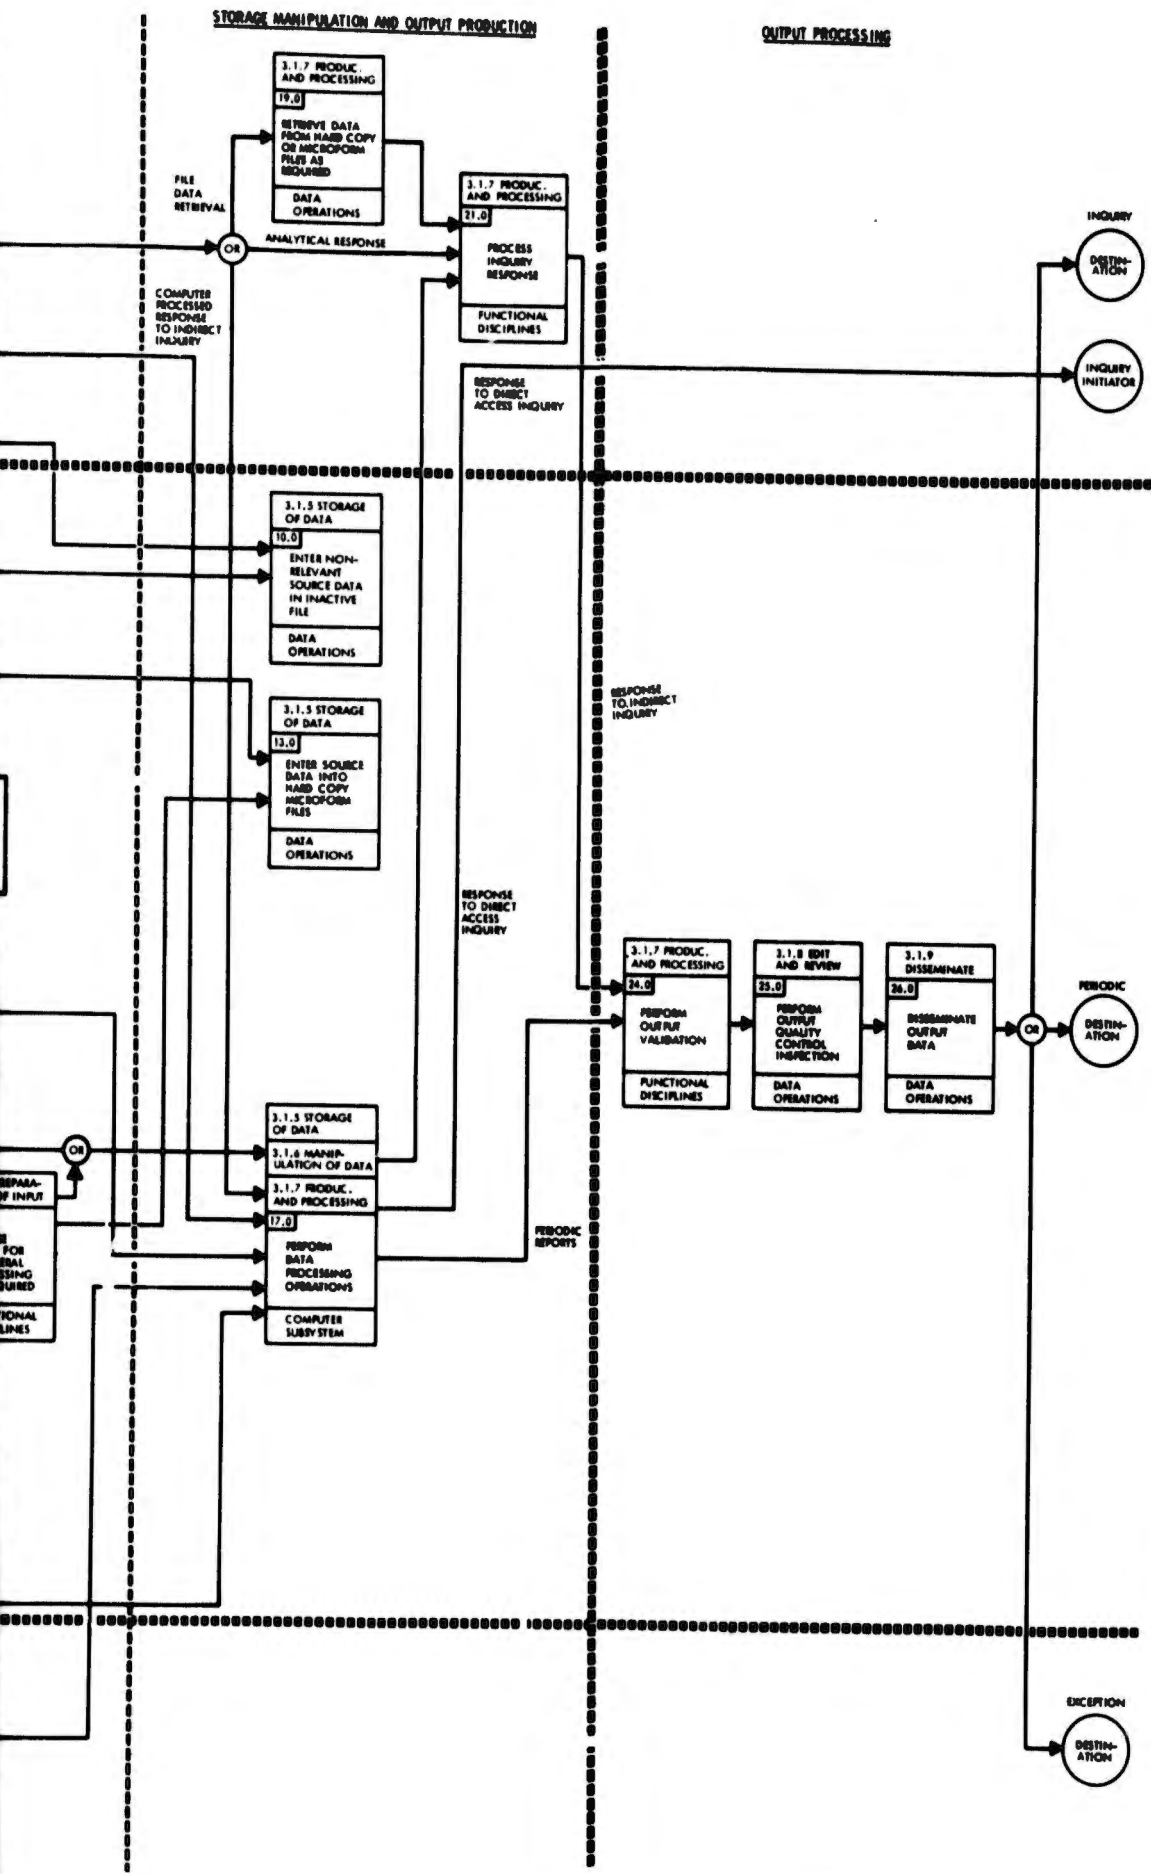 STORAGE MANIPULATION AND OUTPUT PRODUCTION
OUTPUT PROCESSING
3.1.7 PRODUC.
AND PROCESSING
19.0
RETRIEVE DATA
FROM HARD COPY
OR MICROFORM
FILES AS
REQUIRED
DATA
OPERATIONS
FILE
DATA
RETRIEVAL
OR
ANALYTICAL RESPONSE
3.1.7 PRODUC.
AND PROCESSING
21.0
PROCESS
INQUIRY
RESPONSE
FUNCTIONAL
DISCIPLINES
INQUIRY
DESTIN-
ATION
COMPUTER
PROCESSED
RESPONSE
TO INDIRECT
INQUIRY
INQUIRY
INITIATOR
RESPONSE
TO DIRECT
ACCESS INQUIRY
3.1.5 STORAGE
OF DATA
10.0
ENTER NON-
RELEVANT
SOURCE DATA
IN INACTIVE
FILE
DATA
OPERATIONS
3.1.5 STORAGE
OF DATA
13.0
ENTER SOURCE
DATA INTO
HARD COPY
MICROFORM
FILES
DATA
OPERATIONS
RESPONSE
TO INDIRECT
INQUIRY
RESPONSE
TO DIRECT
ACCESS
INQUIRY
3.1.7 PRODUC.
AND PROCESSING
24.0
PERFORM
OUTPUT
VALIDATION
FUNCTIONAL
DISCIPLINES
3.1.8 EDIT
AND REVIEW
25.0
PERFORM
OUTPUT
QUALITY
CONTROL
INSPECTION
DATA
OPERATIONS
3.1.9
DISSEMINATE
26.0
DISSEMINATE
OUTPUT
DATA
DATA
OPERATIONS
OR
PERIODIC
DESTIN-
ATION
OR
REPARA-
OF INPUT
FOR
ERAL
SSING
QUIRED
TIONAL
LINES
3.1.5 STORAGE
OF DATA
3.1.6 MANIP-
ULATION OF DATA
3.1.7 PRODUC.
AND PROCESSING
17.0
PERFORM
DATA
PROCESSING
OPERATIONS
COMPUTER
SUBSYSTEM
PERIODIC
REPORTS
EXCEPTION
DESTIN-
ATION